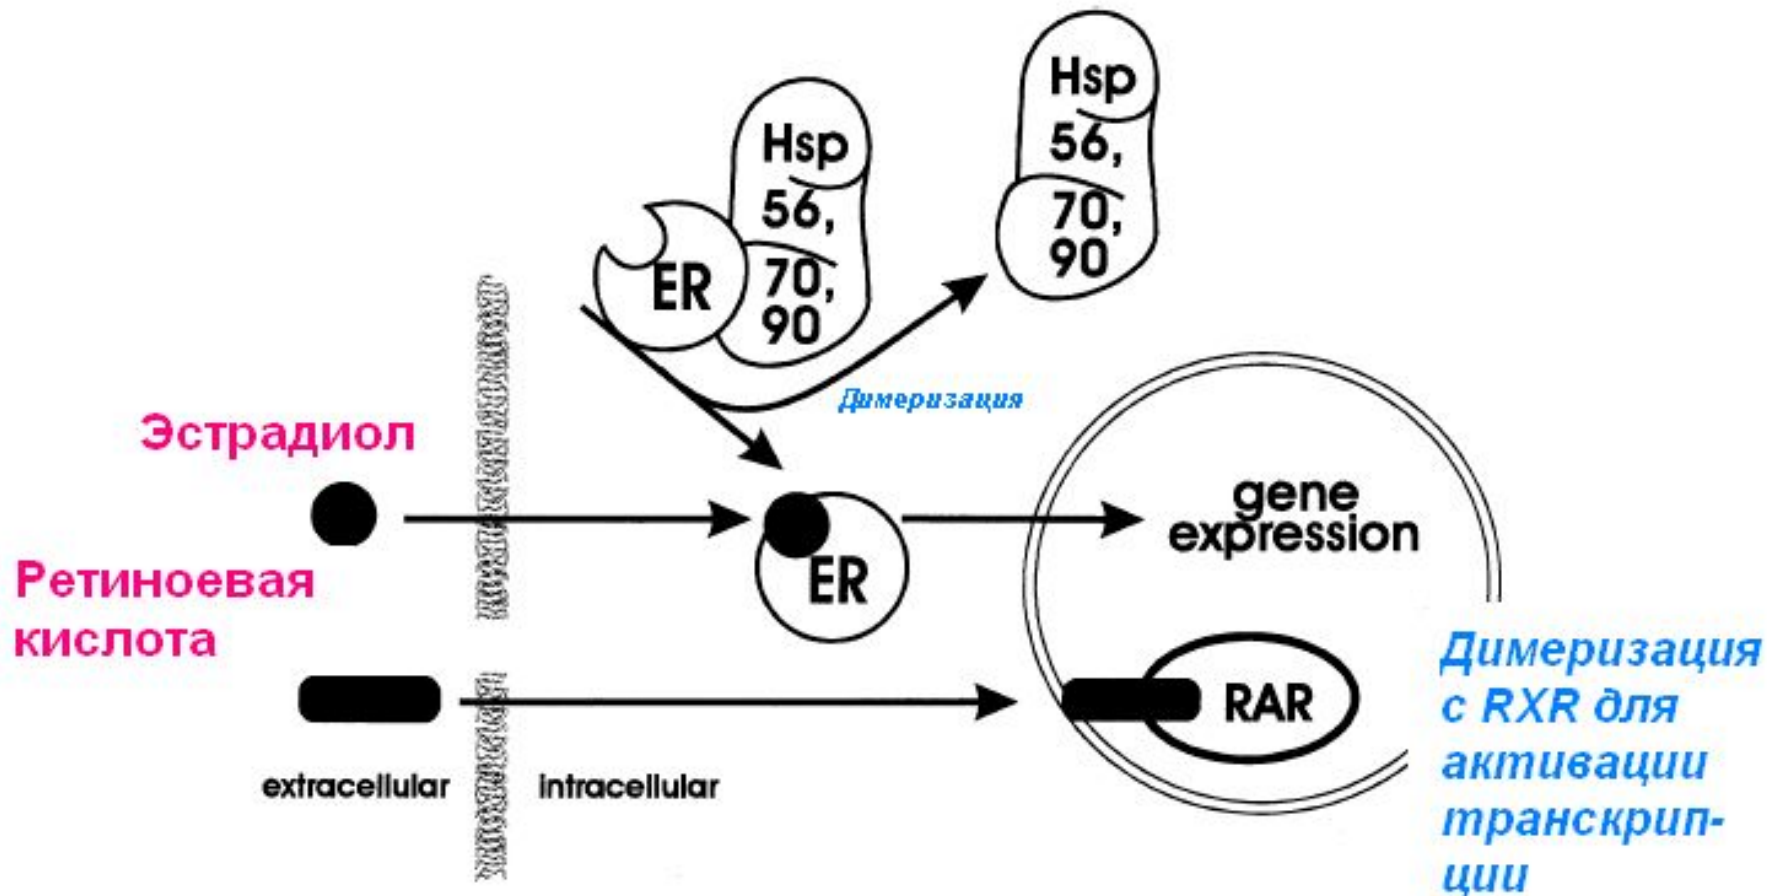 Hsp
56,
70,
90
Hsp
56,
70,
90
ER
Димеризация
Эстрадиол
ER
gene
expression
Ретиноевая
кислота
RAR
Димеризация
с RXR для
активации
транскрип-
ции
extracellular
intracellular